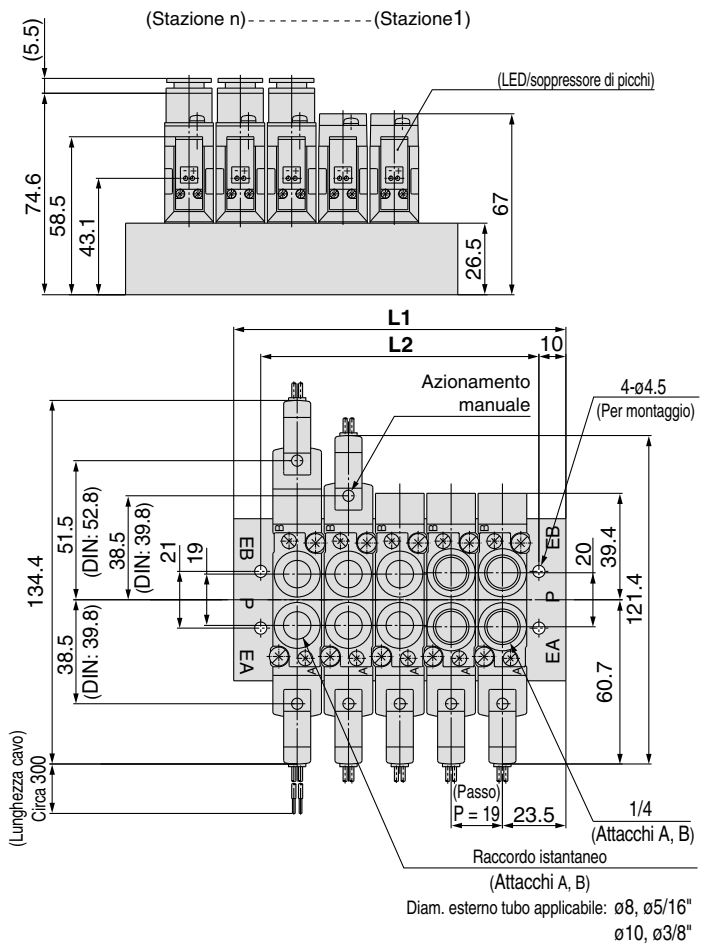 (Stazione n)
(Stazione1)
(5.5)
(LED/soppressore di picchi)
74.6
58.5
43.1
67
26.5
L1
L2
10
Azionamento
manuale
4-ø4.5
(Per montaggio)
134.4
51.5
(DIN: 52.8)
38.5
(DIN: 39.8)
21
19
EB
P
EA
B
B
B
B
B
EB
P
EA
20
39.4
121.4
60.7
38.5
(DIN: 39.8)
A
A
A
A
A
(Lunghezza cavo)
Circa 300
(Passo)
P = 19
23.5
1/4
(Attacchi A, B)
Raccordo istantaneo
(Attacchi A, B)
Diam. esterno tubo applicabile: ø8, ø5/16"
ø10, ø3/8"